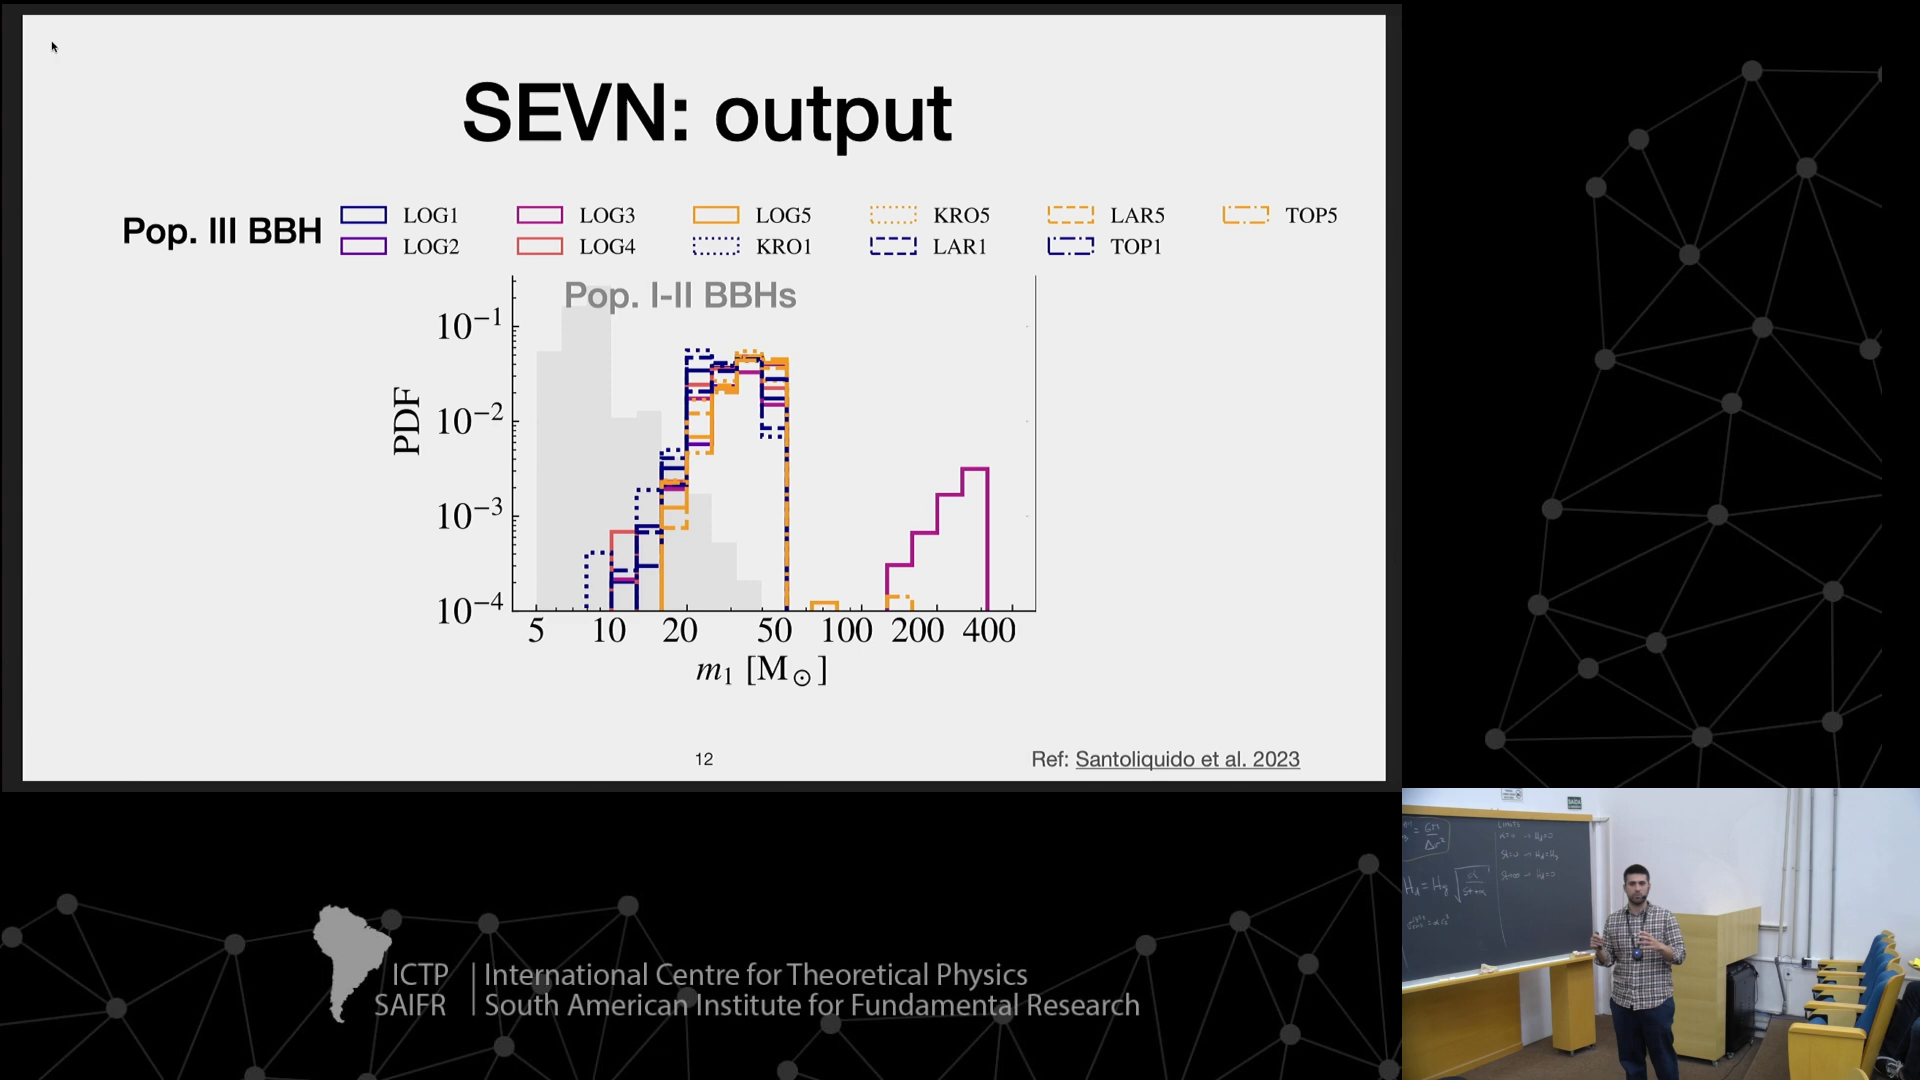 SEVN: output
Pop. III BBH
LOG1 LOG3 LOG5 KRO5 LAR5 TOP5
LOG2 LOG4 KRO1 LAR1 TOP1
Pop. I-II BBHs
PDF
10⁻¹
10⁻²
10⁻³
10⁻⁴
5 10 20 50 100 200 400
m₁ [M⊙]
12
Ref: Santoliquido et al. 2023
ICTP | International Centre for Theoretical Physics
SAIFR | South American Institute for Fundamental Research